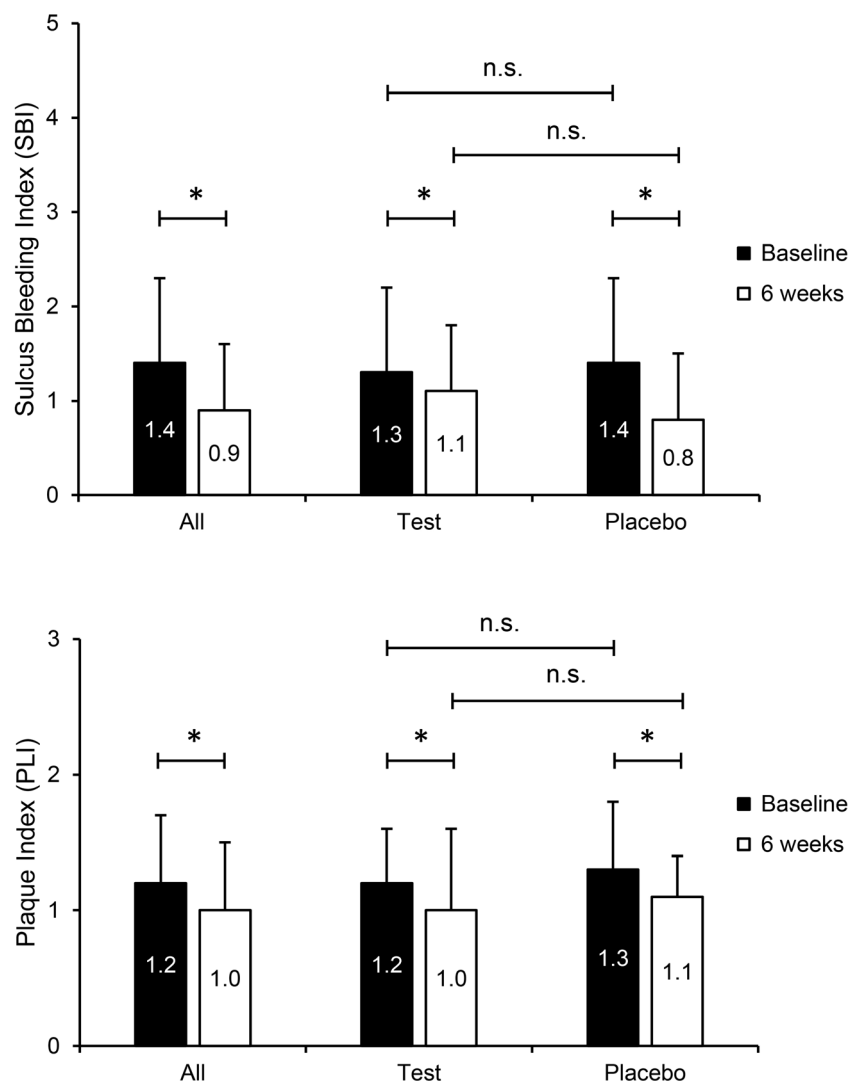 Sulcus Bleeding Index (SBI)
5
4
3
2
1
0
n.s.
n.s.
*
*
*
1.4
0.9
1.3
1.1
1.4
0.8
All
Test
Placebo
Baseline
6 weeks
Plaque Index (PLI)
3
2
1
0
n.s.
n.s.
*
*
*
1.2
1.0
1.2
1.0
1.3
1.1
All
Test
Placebo
Baseline
6 weeks